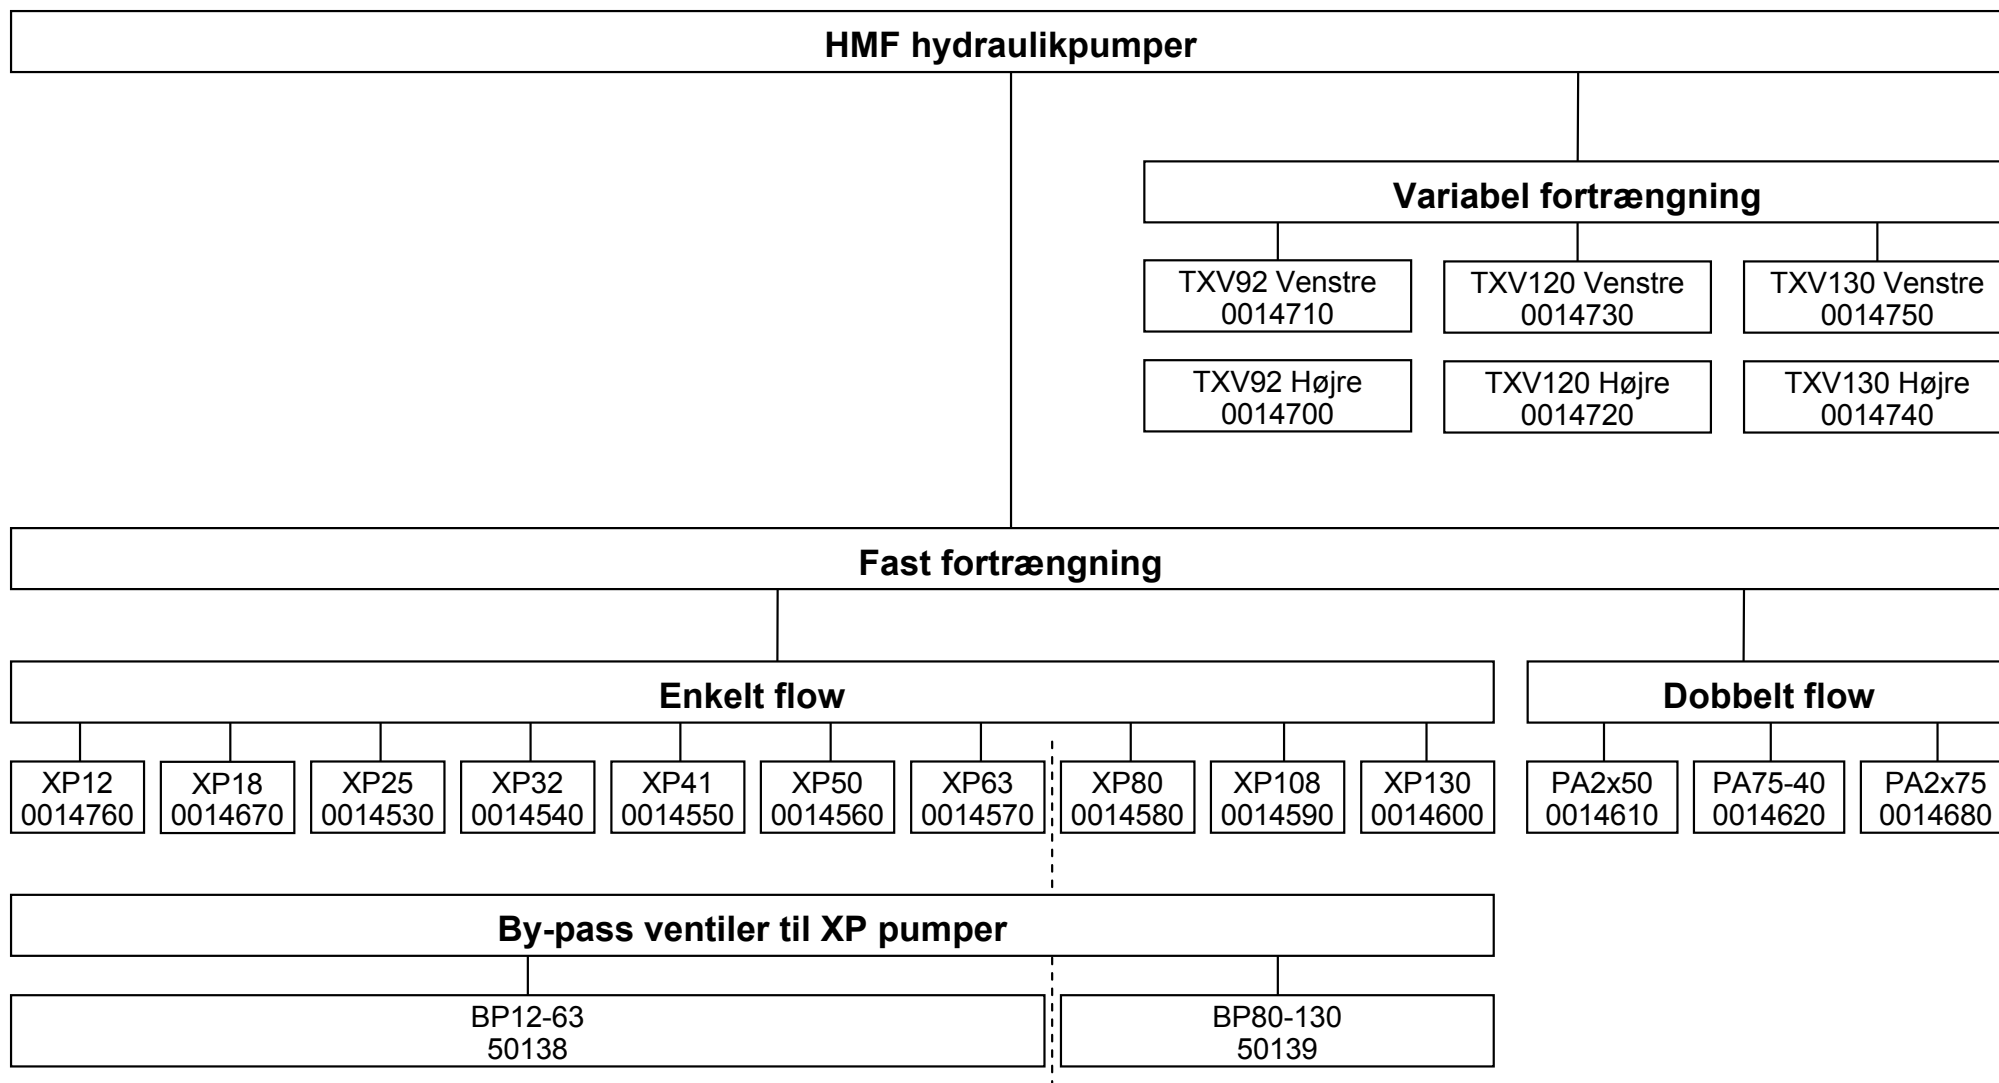 HMF hydraulikpumper
Variabel fortrængning
TXV92 Venstre
0014710
TXV120 Venstre
0014730
TXV130 Venstre
0014750
TXV92 Højre
0014700
TXV120 Højre
0014720
TXV130 Højre
0014740
Fast fortrængning
Enkelt flow
Dobbelt flow
XP12
0014760
XP18
0014670
XP25
0014530
XP32
0014540
XP41
0014550
XP50
0014560
XP63
0014570
XP80
0014580
XP108
0014590
XP130
0014600
PA2x50
0014610
PA75-40
0014620
PA2x75
0014680
By-pass ventiler til XP pumper
BP12-63
50138
BP80-130
50139